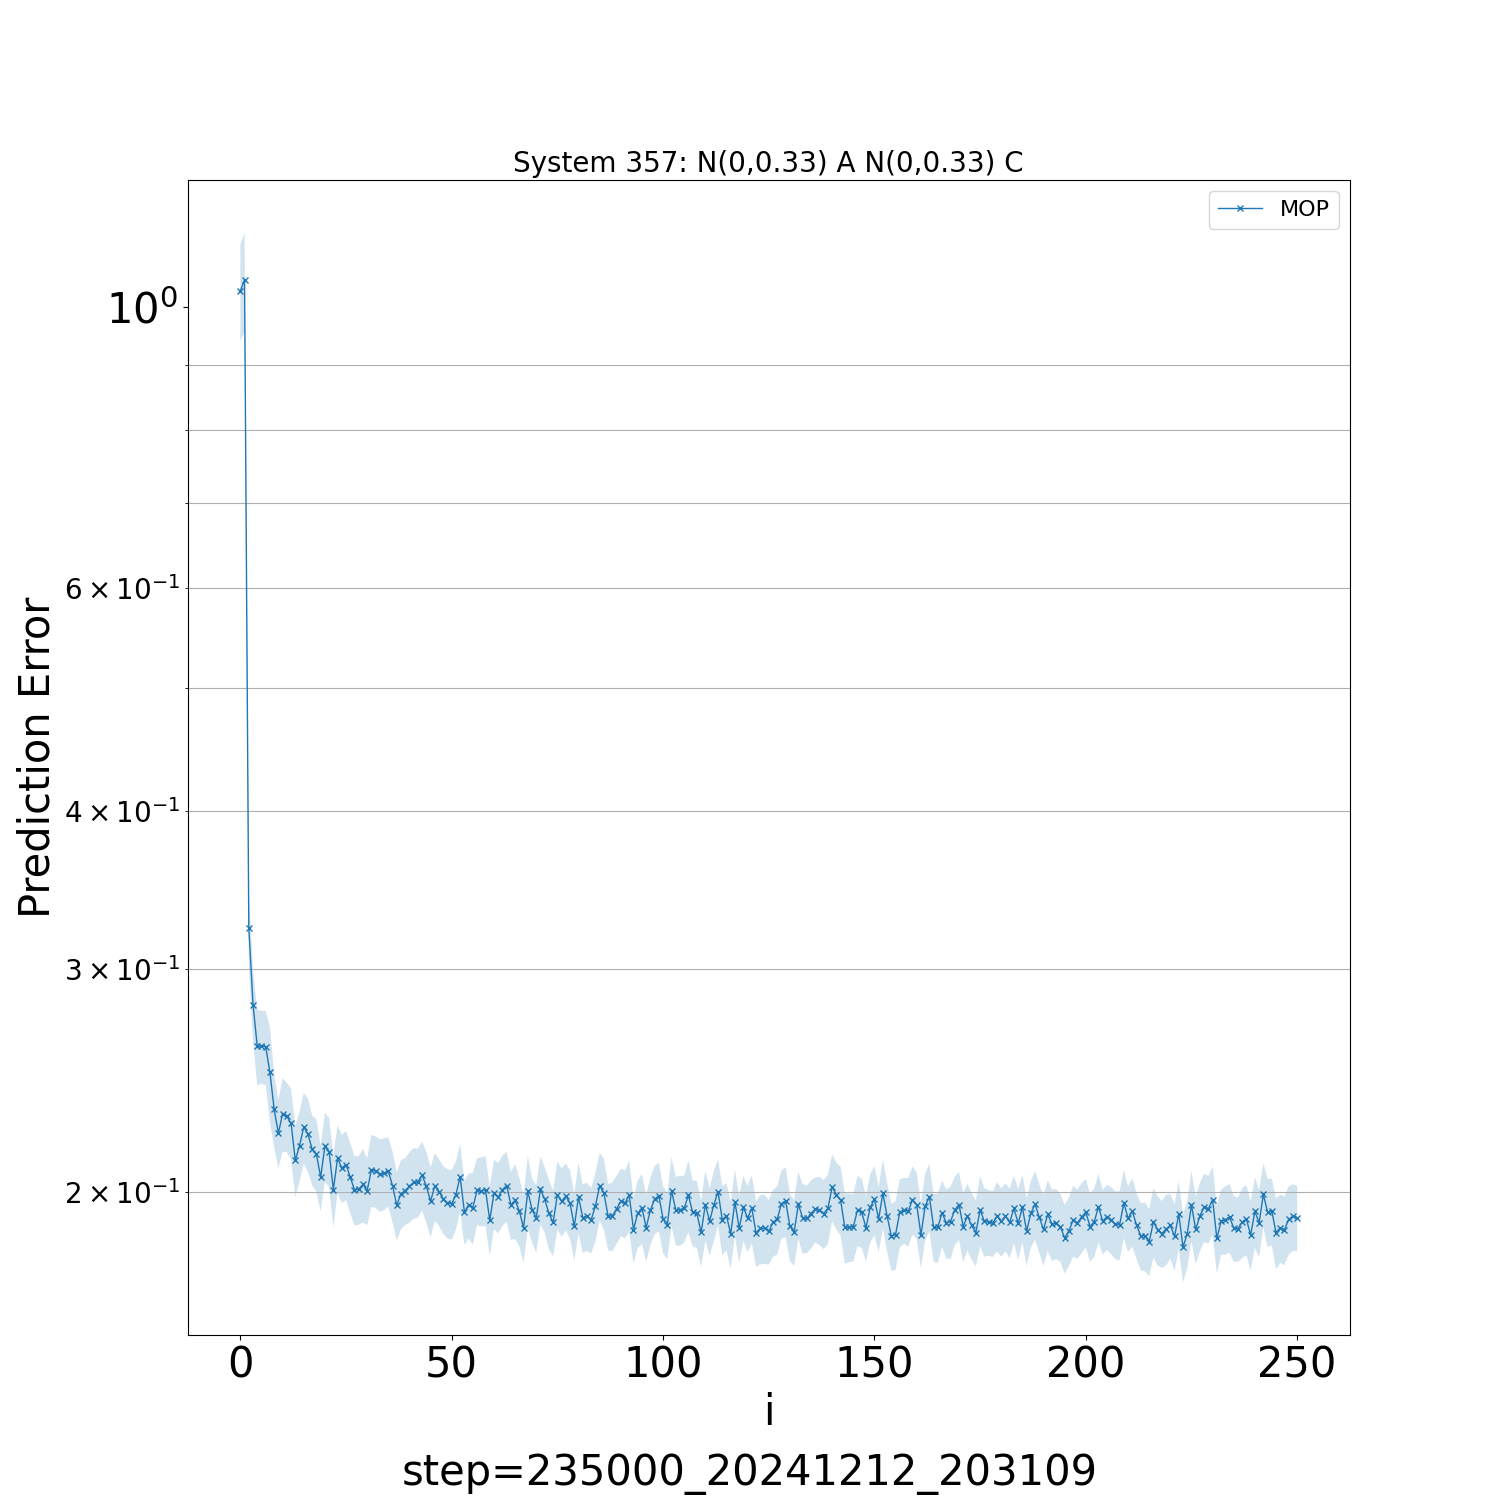 System 357: N(0,0.33) A N(0,0.33) C
MOP
10⁰
6 × 10⁻¹
4 × 10⁻¹
3 × 10⁻¹
2 × 10⁻¹
Prediction Error
0 50 100 150 200 250
i
step=235000_20241212_203109